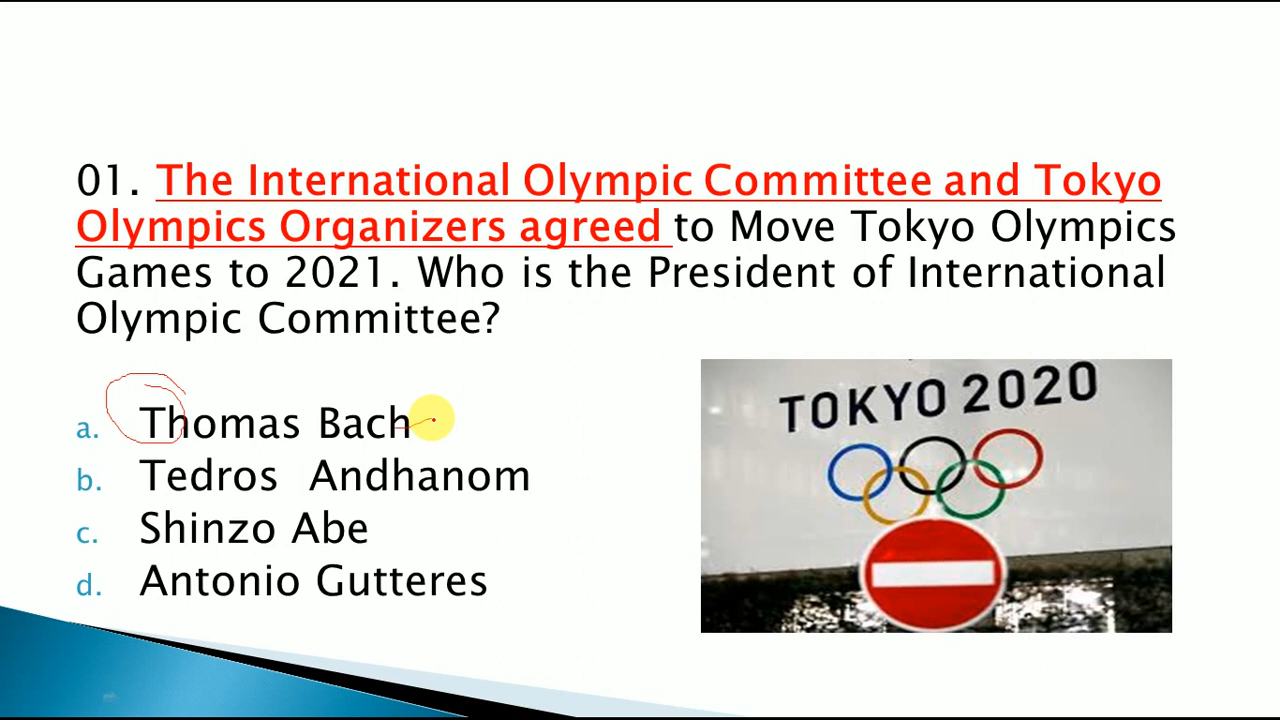 01. The International Olympic Committee and Tokyo
Olympics Organizers agreed to Move Tokyo Olympics
Games to 2021. Who is the President of International
Olympic Committee?
a. Thomas Bach
b. Tedros Andhanom
c. Shinzo Abe
d. Antonio Gutteres
TOKYO 2020